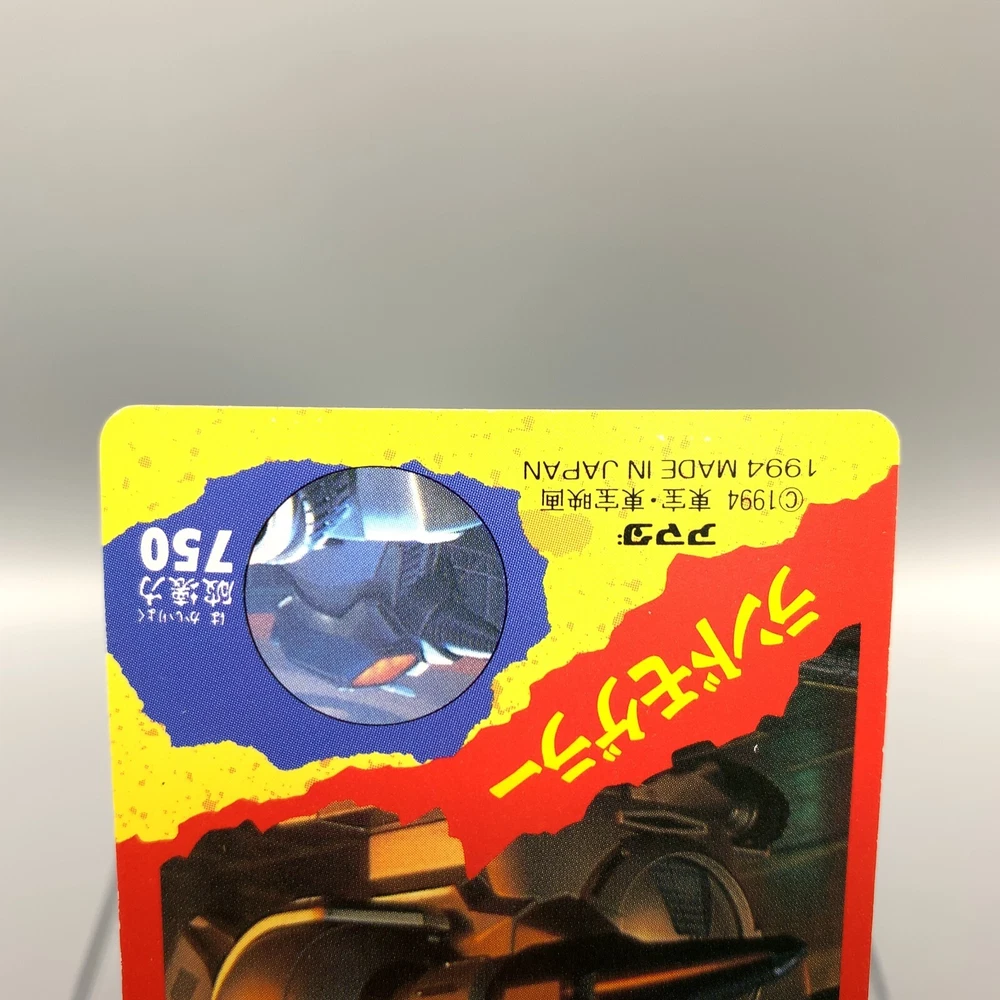 ランドモゲラー
はかいりょく
破壊力
750
アマダ
©1994 東宝・東宝映画
1994 MADE IN JAPAN